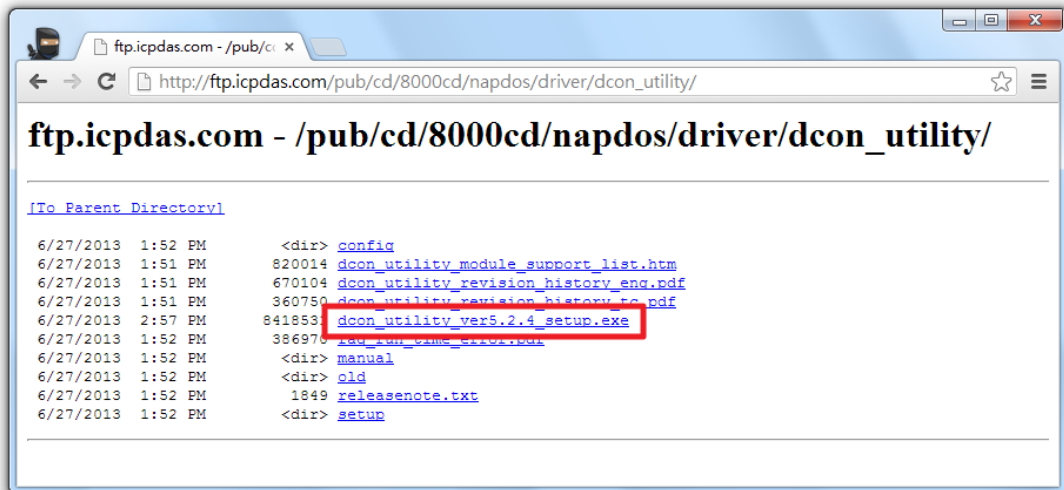 ftp.icpdas.com - /pub/c
http://ftp.icpdas.com/pub/cd/8000cd/napdos/driver/dcon_utility/
ftp.icpdas.com - /pub/cd/8000cd/napdos/driver/dcon_utility/
[To Parent Directory]
6/27/2013 1:52 PM <dir> config
6/27/2013 1:51 PM 820014 dcon_utility_module_support_list.htm
6/27/2013 1:51 PM 670104 dcon_utility_revision_history_eng.pdf
6/27/2013 1:51 PM 360750 dcon_utility_revision_history_tc.pdf
6/27/2013 2:57 PM 8418531 dcon_utility_ver5.2.4_setup.exe
6/27/2013 1:52 PM 386970 faq_run_time_error.pdf
6/27/2013 1:52 PM <dir> manual
6/27/2013 1:52 PM <dir> old
6/27/2013 1:52 PM 1849 releasenote.txt
6/27/2013 1:52 PM <dir> setup